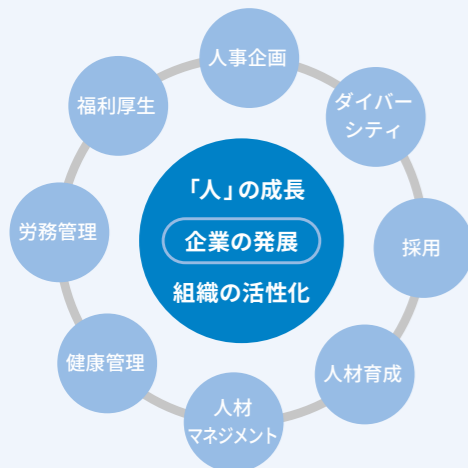 人事企画
ダイバー
シティ
採用
人材育成
人材
マネジメント
健康管理
労務管理
福利厚生
「人」の成長
企業の発展
組織の活性化